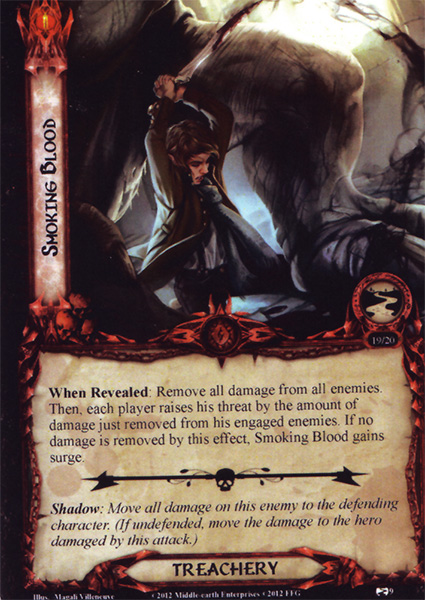 SMOKING BLOOD
19/20
When Revealed: Remove all damage from all enemies.
Then, each player raises his threat by the amount of
damage just removed from his engaged enemies. If no
damage is removed by this effect, Smoking Blood gains
surge.
Shadow: Move all damage on this enemy to the defending
character. (If undefended, move the damage to the hero
damaged by this attack.)
TREACHERY
Illus. Magali Villeneuve ©2012 Middle-earth Enterprises ©2012 FFG 9